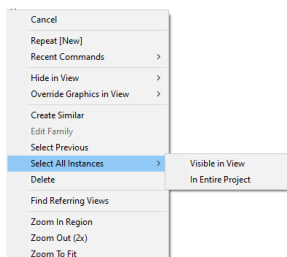 Cancel
Repeat [New]
Recent Commands >
Hide in View >
Override Graphics in View >
Create Similar
Edit Family
Select Previous
Select All Instances >
Visible in View
In Entire Project
Delete
Find Referring Views
Zoom In Region
Zoom Out (2x)
Zoom To Fit